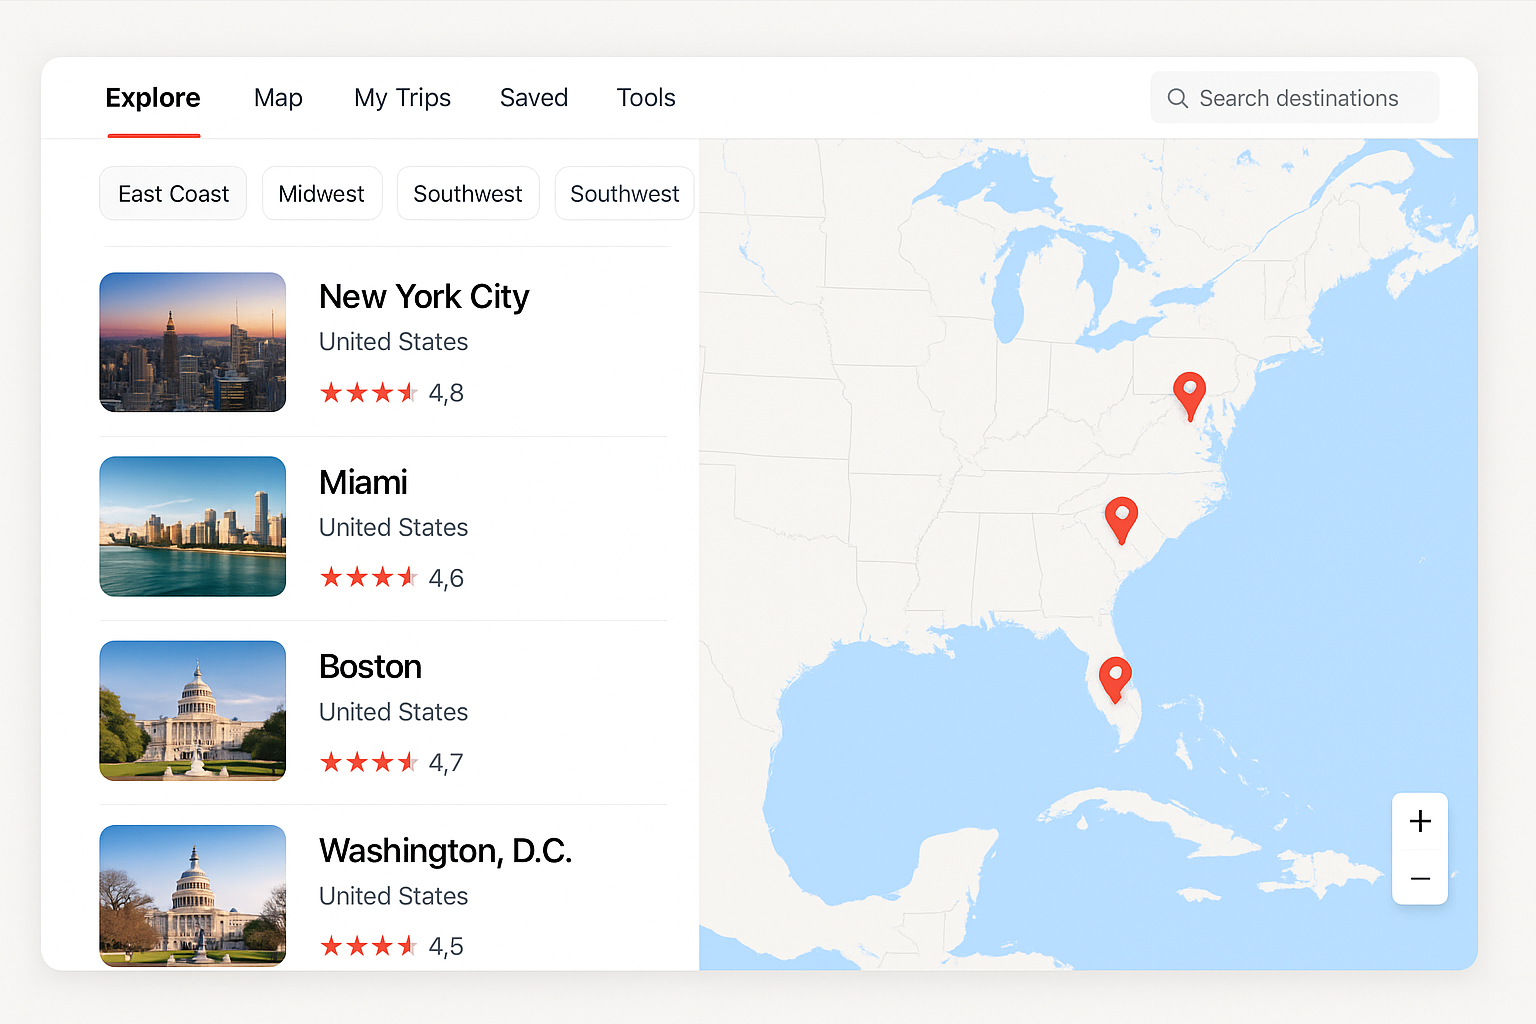 Explore
Map
My Trips
Saved
Tools
Search destinations
East Coast
Midwest
Southwest
Southwest
New York City
United States
4,8
Miami
United States
4,6
Boston
United States
4,7
Washington, D.C.
United States
4,5